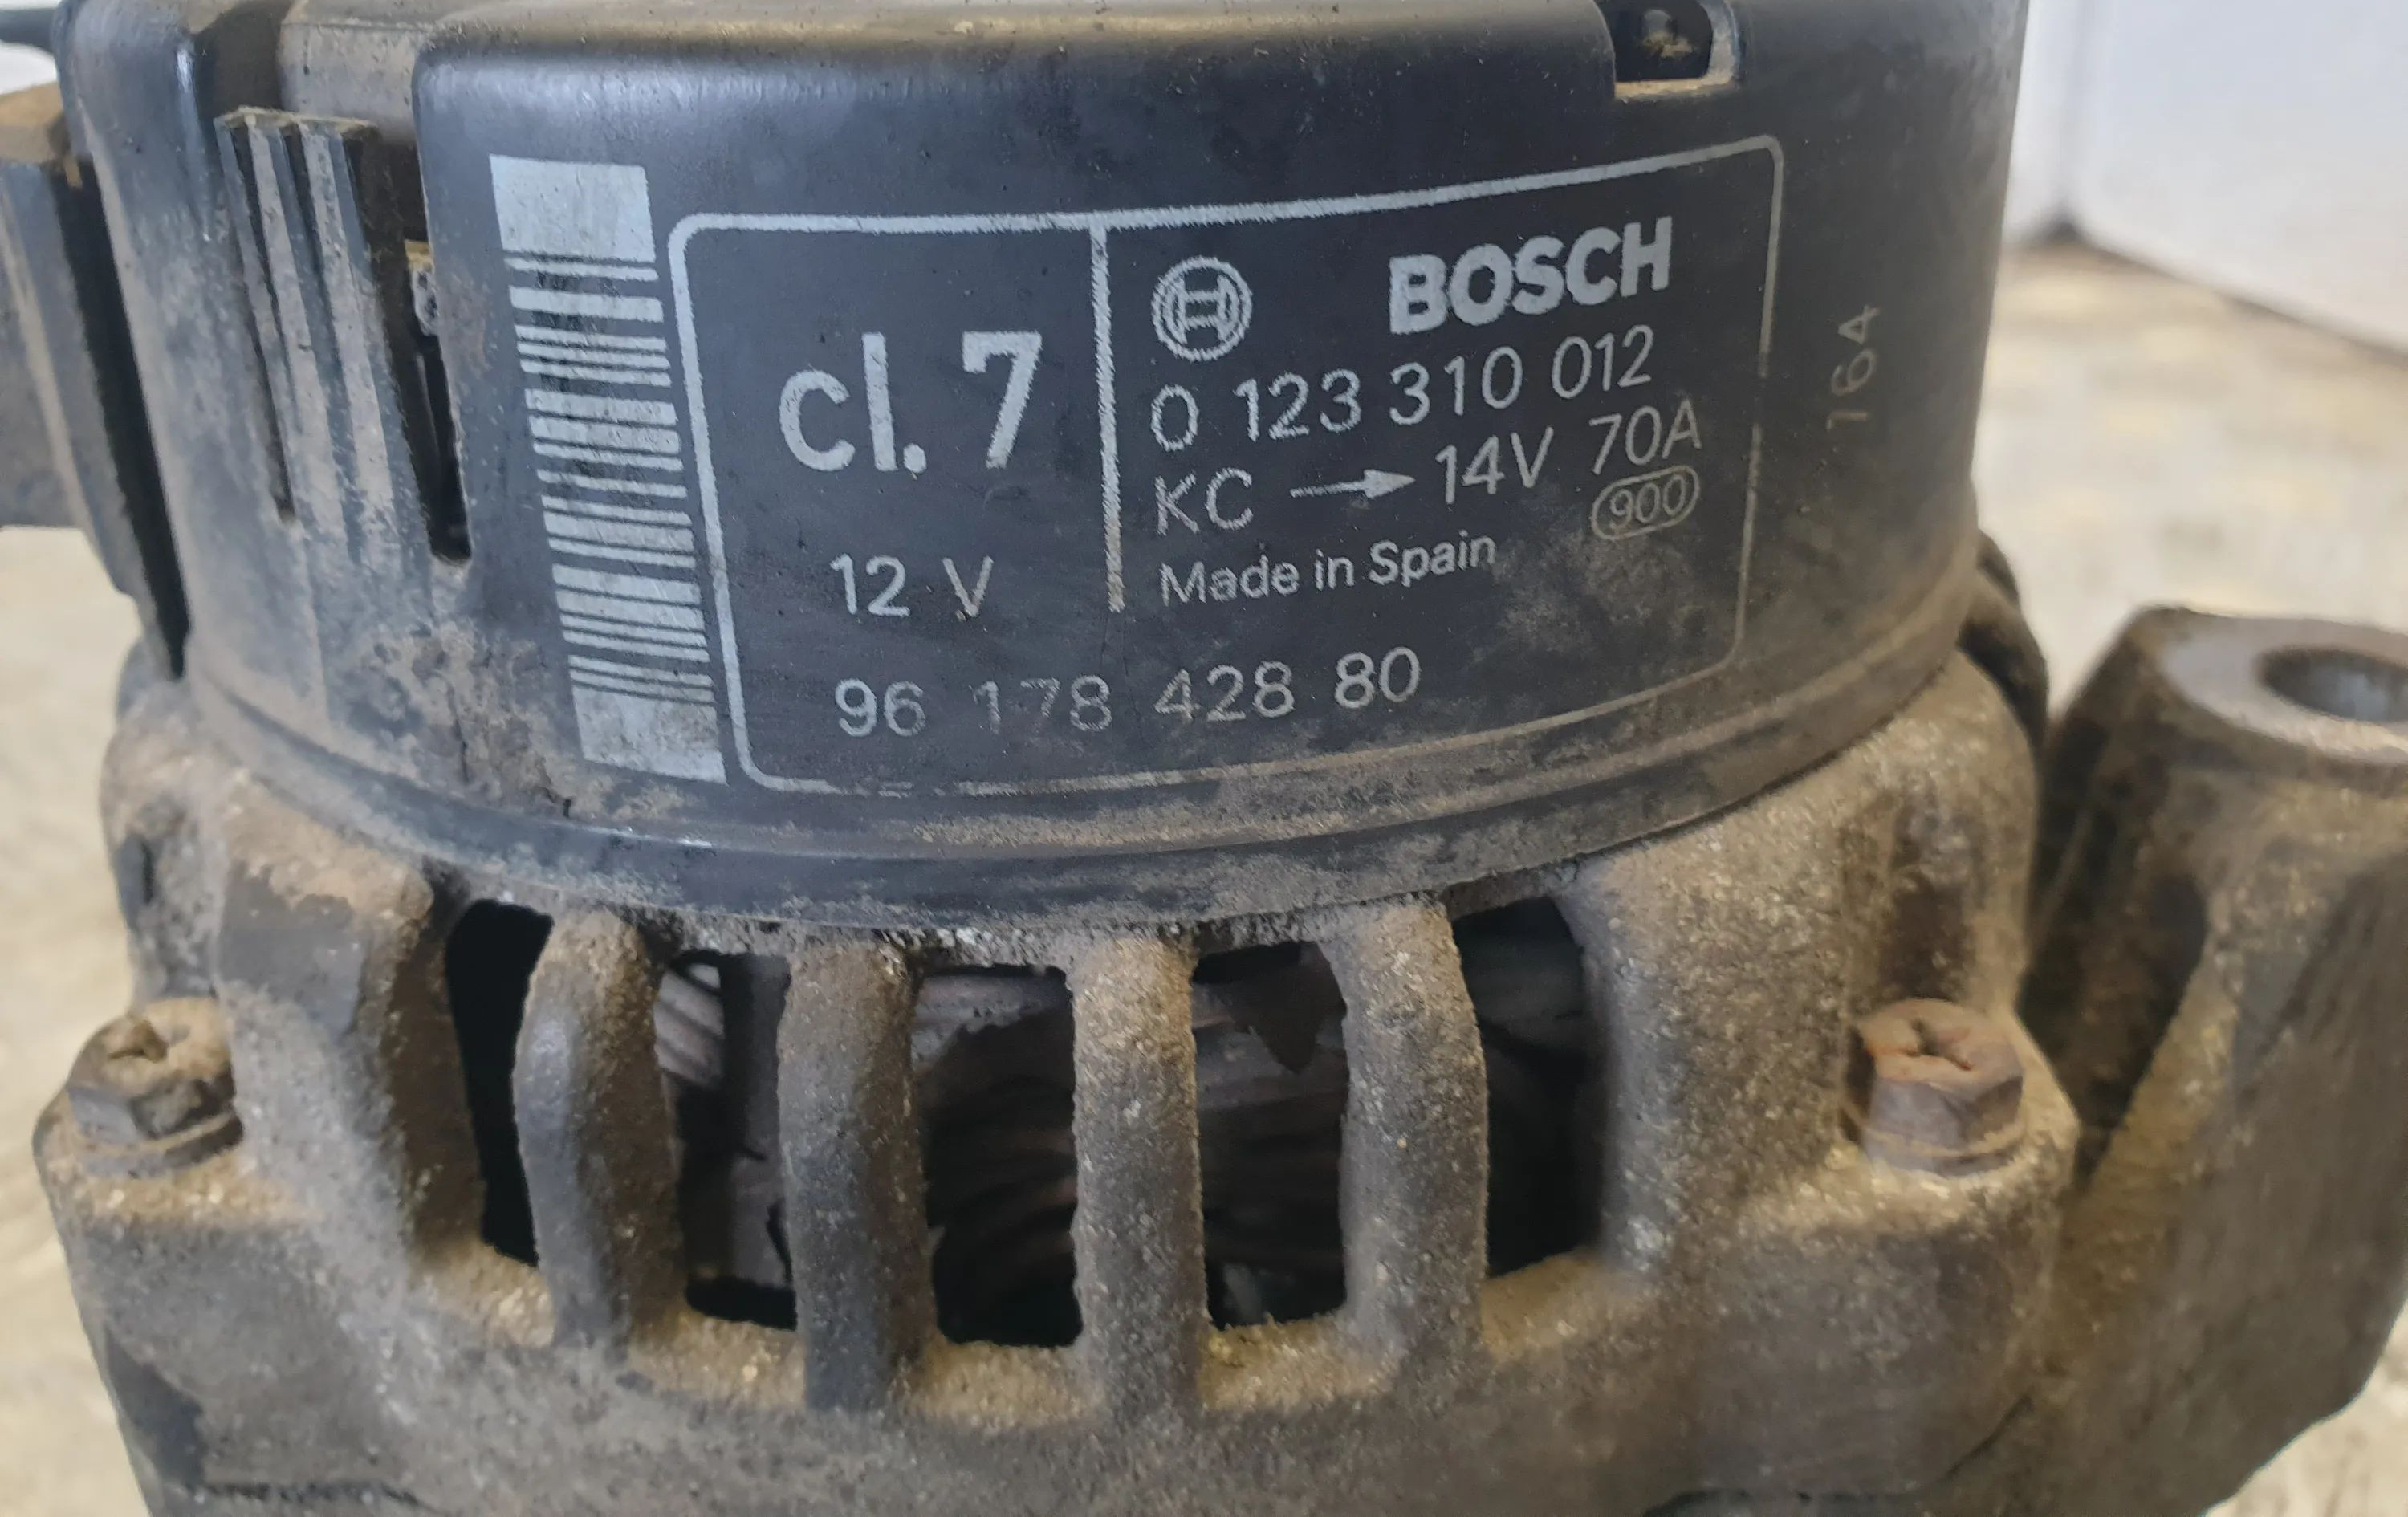 cl. 7
12 V
BOSCH
0 123 310 012
KC → 14V 70A
900
Made in Spain
96 178 428 80
164